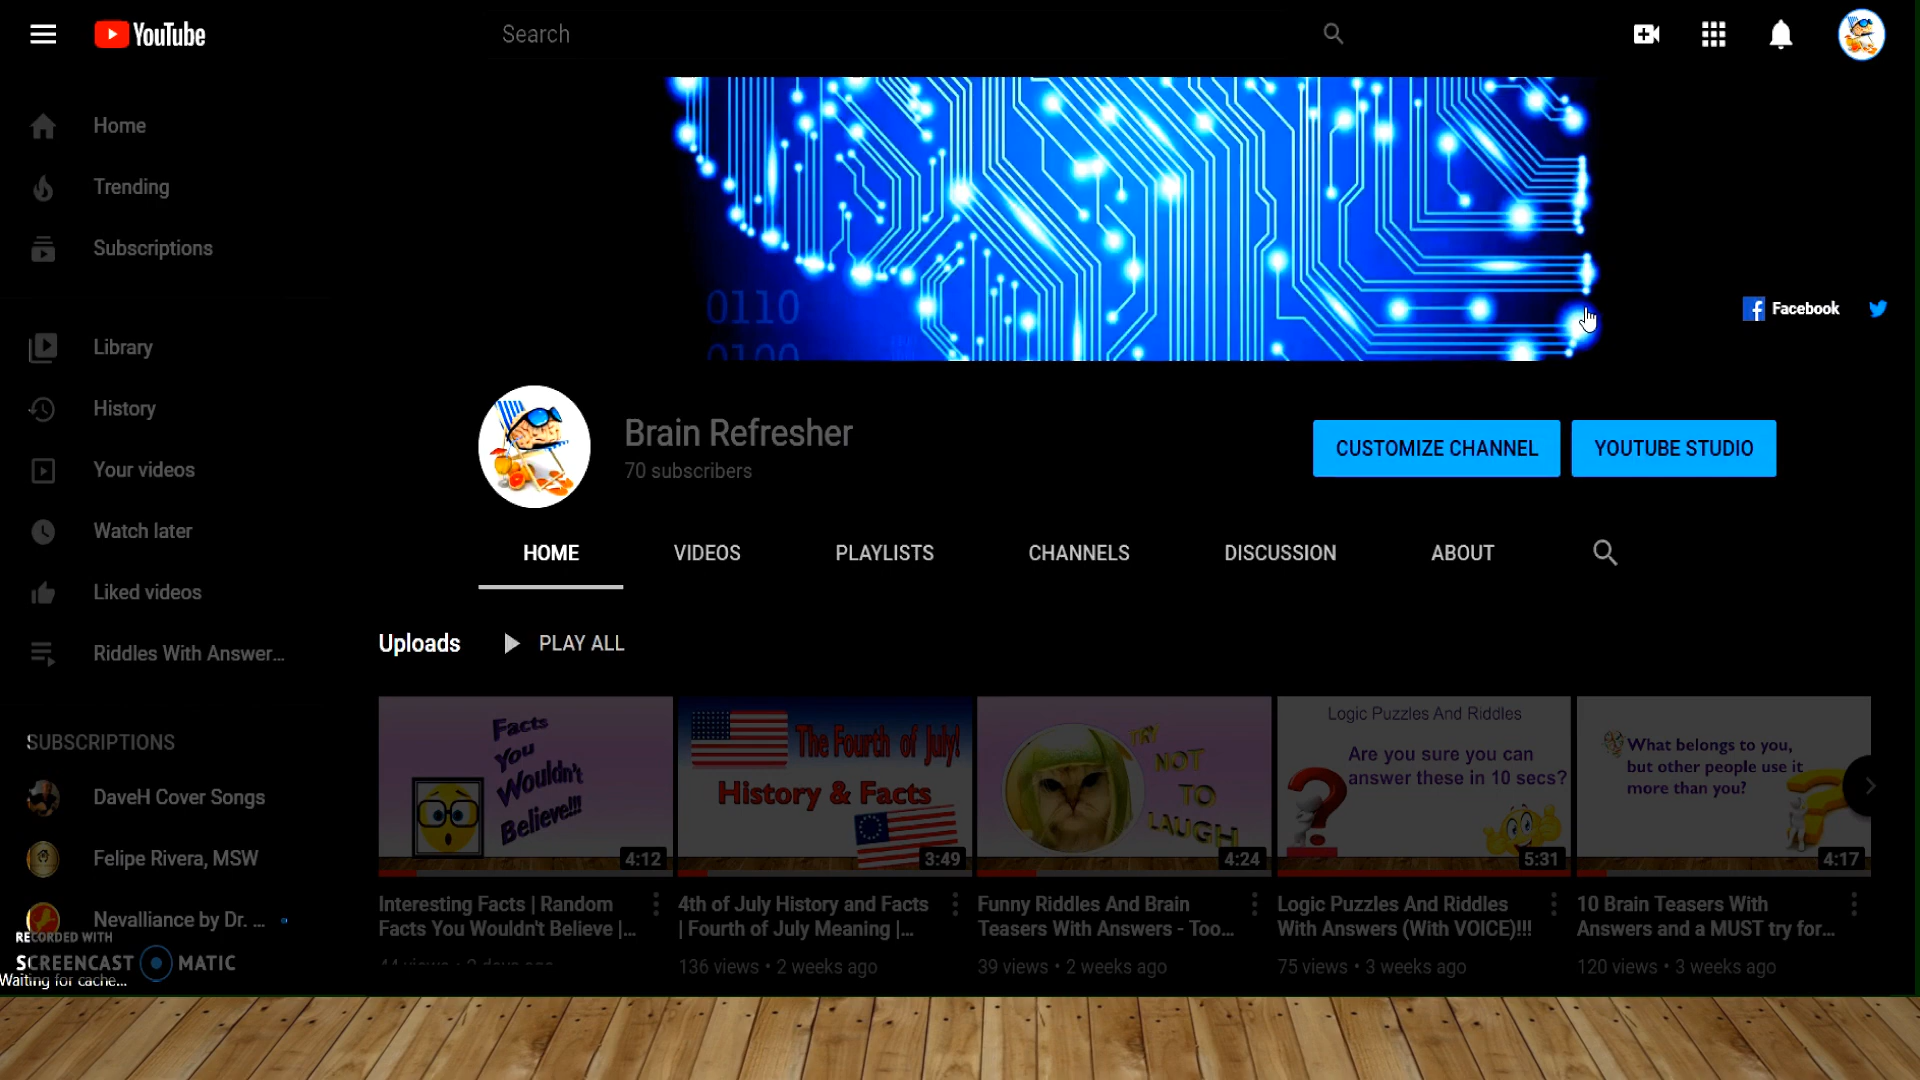 YouTube
Search
Home
Trending
Subscriptions
Library
History
Your videos
Watch later
Liked videos
Riddles With Answer...
SUBSCRIPTIONS
DaveH Cover Songs
Felipe Rivera, MSW
Nevalliance by Dr. ...
RECORDED WITH
SCREENCAST MATIC
Waiting for cache...
0110
0100
Facebook
Brain Refresher
70 subscribers
CUSTOMIZE CHANNEL
YOUTUBE STUDIO
HOME
VIDEOS
PLAYLISTS
CHANNELS
DISCUSSION
ABOUT
Uploads
PLAY ALL
Facts
You
Wouldn't
Believe!!!
4:12
Interesting Facts | Random
Facts You Wouldn't Believe |...
44 views • 2 days ago
The Fourth of July!
History & Facts
3:49
4th of July History and Facts
| Fourth of July Meaning |...
136 views • 2 weeks ago
TRY
NOT
TO
LAUGH
4:24
Funny Riddles And Brain
Teasers With Answers - Too...
39 views • 2 weeks ago
Logic Puzzles And Riddles
Are you sure you can
answer these in 10 secs?
5:31
Logic Puzzles And Riddles
With Answers (With VOICE)!!!
75 views • 3 weeks ago
What belongs to you,
but other people use it
more than you?
4:17
10 Brain Teasers With
Answers and a MUST try for...
120 views • 3 weeks ago